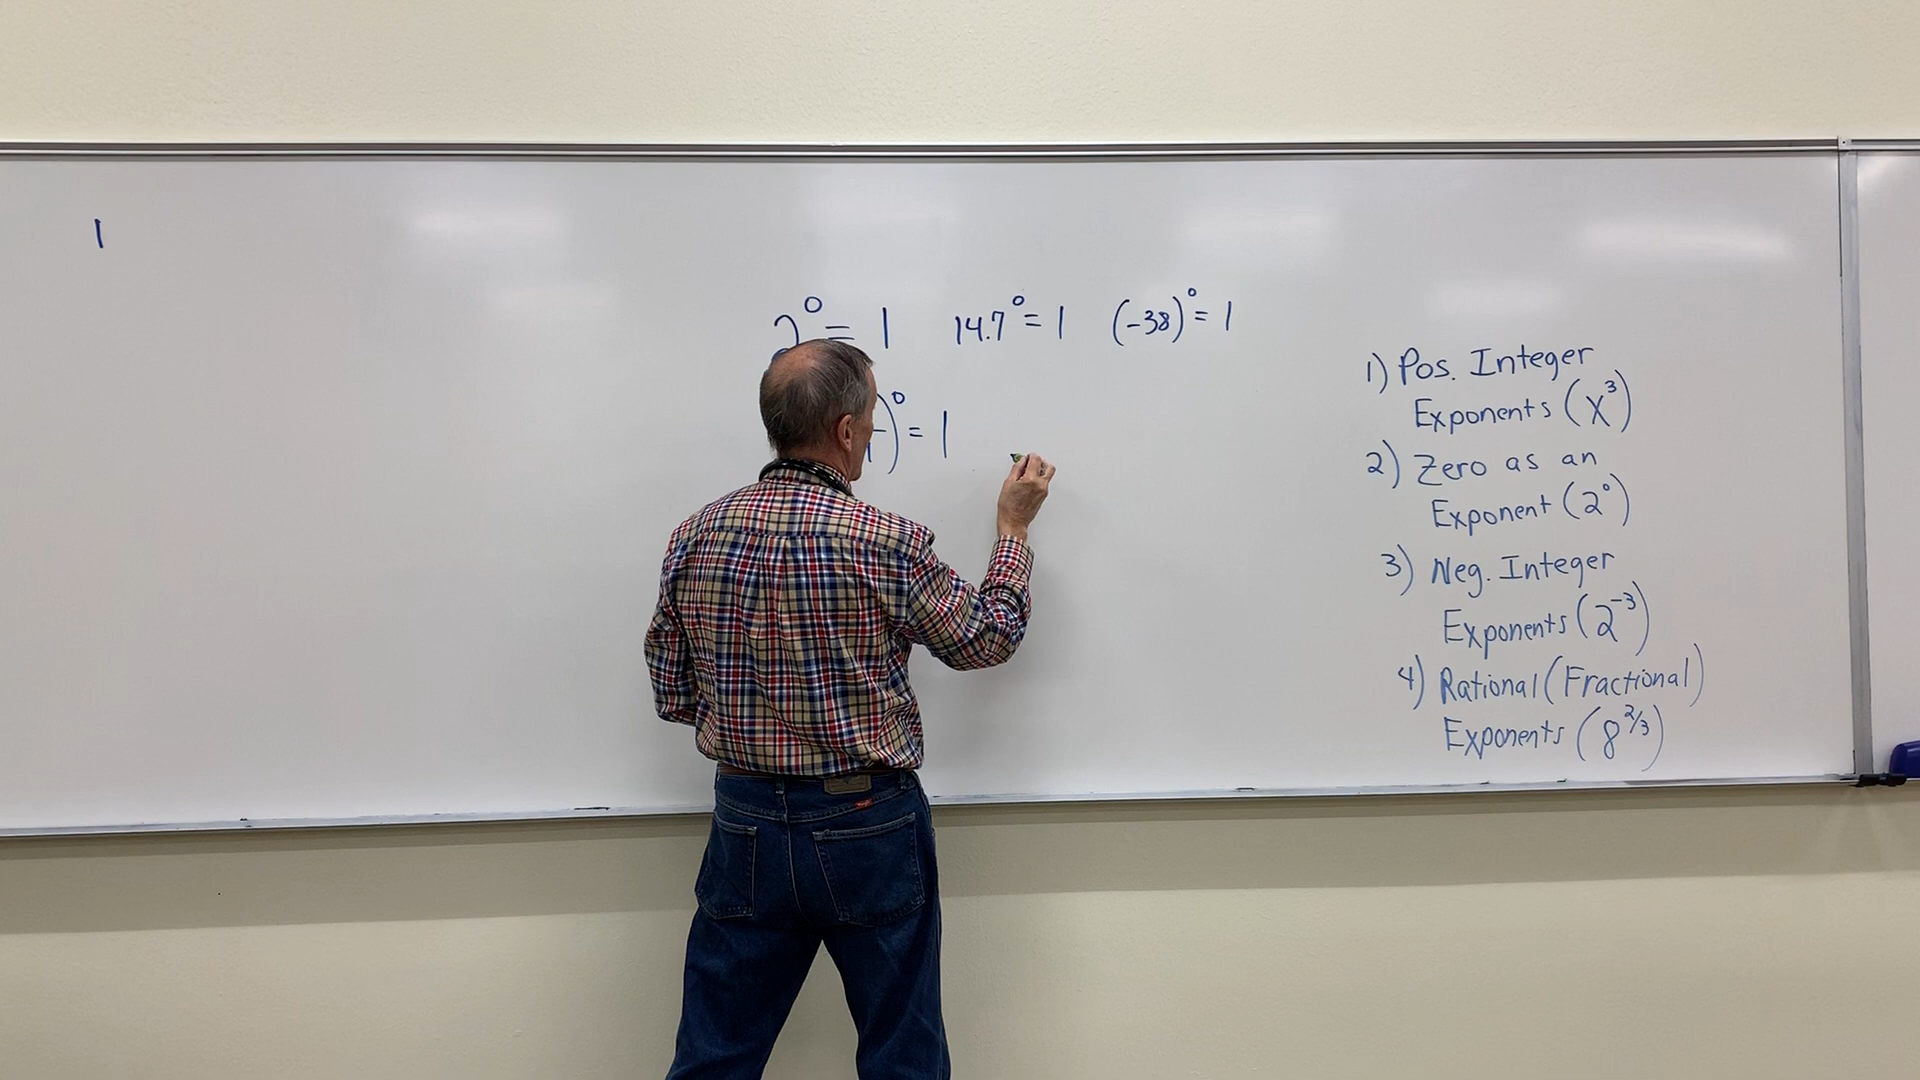 1
2⁰ = 1 14.7⁰ = 1 (-38)⁰ = 1
)⁰ = 1
1) Pos. Integer
Exponents (x³)
2) Zero as an
Exponent (2⁰)
3) Neg. Integer
Exponents (2⁻³)
4) Rational (Fractional)
Exponents (8^2/3)